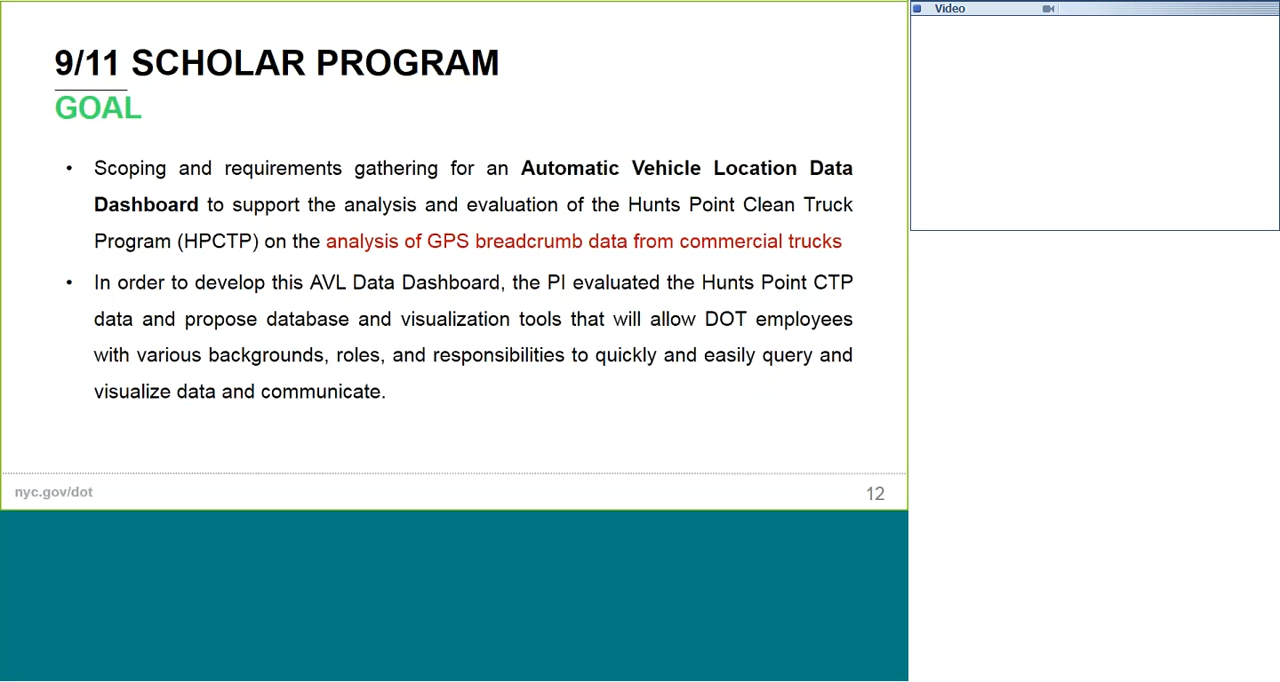 Video
9/11 SCHOLAR PROGRAM
GOAL
• Scoping and requirements gathering for an Automatic Vehicle Location Data
Dashboard to support the analysis and evaluation of the Hunts Point Clean Truck
Program (HPCTP) on the analysis of GPS breadcrumb data from commercial trucks
• In order to develop this AVL Data Dashboard, the PI evaluated the Hunts Point CTP
data and propose database and visualization tools that will allow DOT employees
with various backgrounds, roles, and responsibilities to quickly and easily query and
visualize data and communicate.
nyc.gov/dot
12